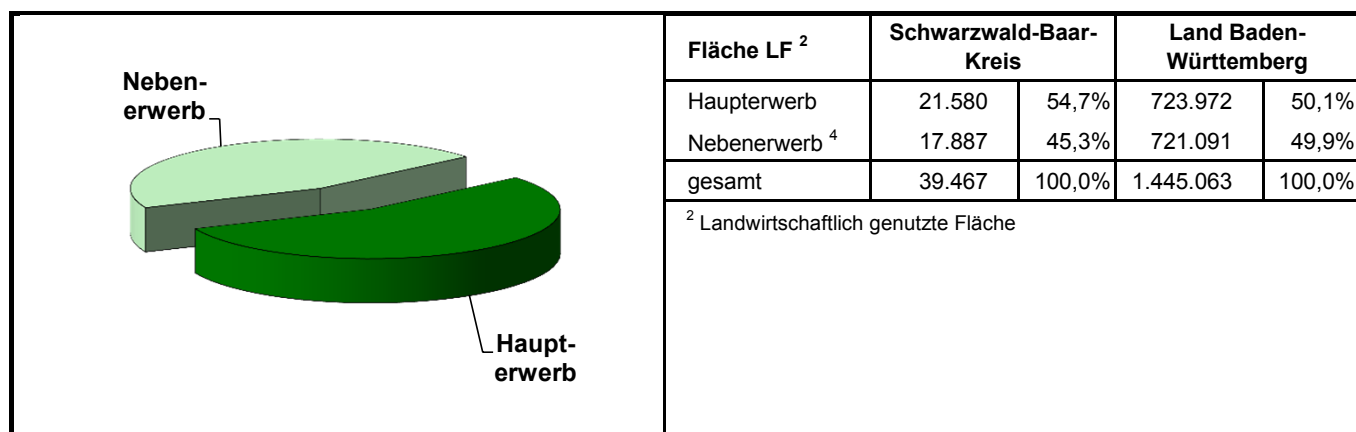 Neben-
erwerb
Haupt-
erwerb
Fläche LF 2 Schwarzwald-Baar-Kreis Land Baden-Württemberg
Haupterwerb 21.580 54,7% 723.972 50,1%
Nebenerwerb 4 17.887 45,3% 721.091 49,9%
gesamt 39.467 100,0% 1.445.063 100,0%
2 Landwirtschaftlich genutzte Fläche